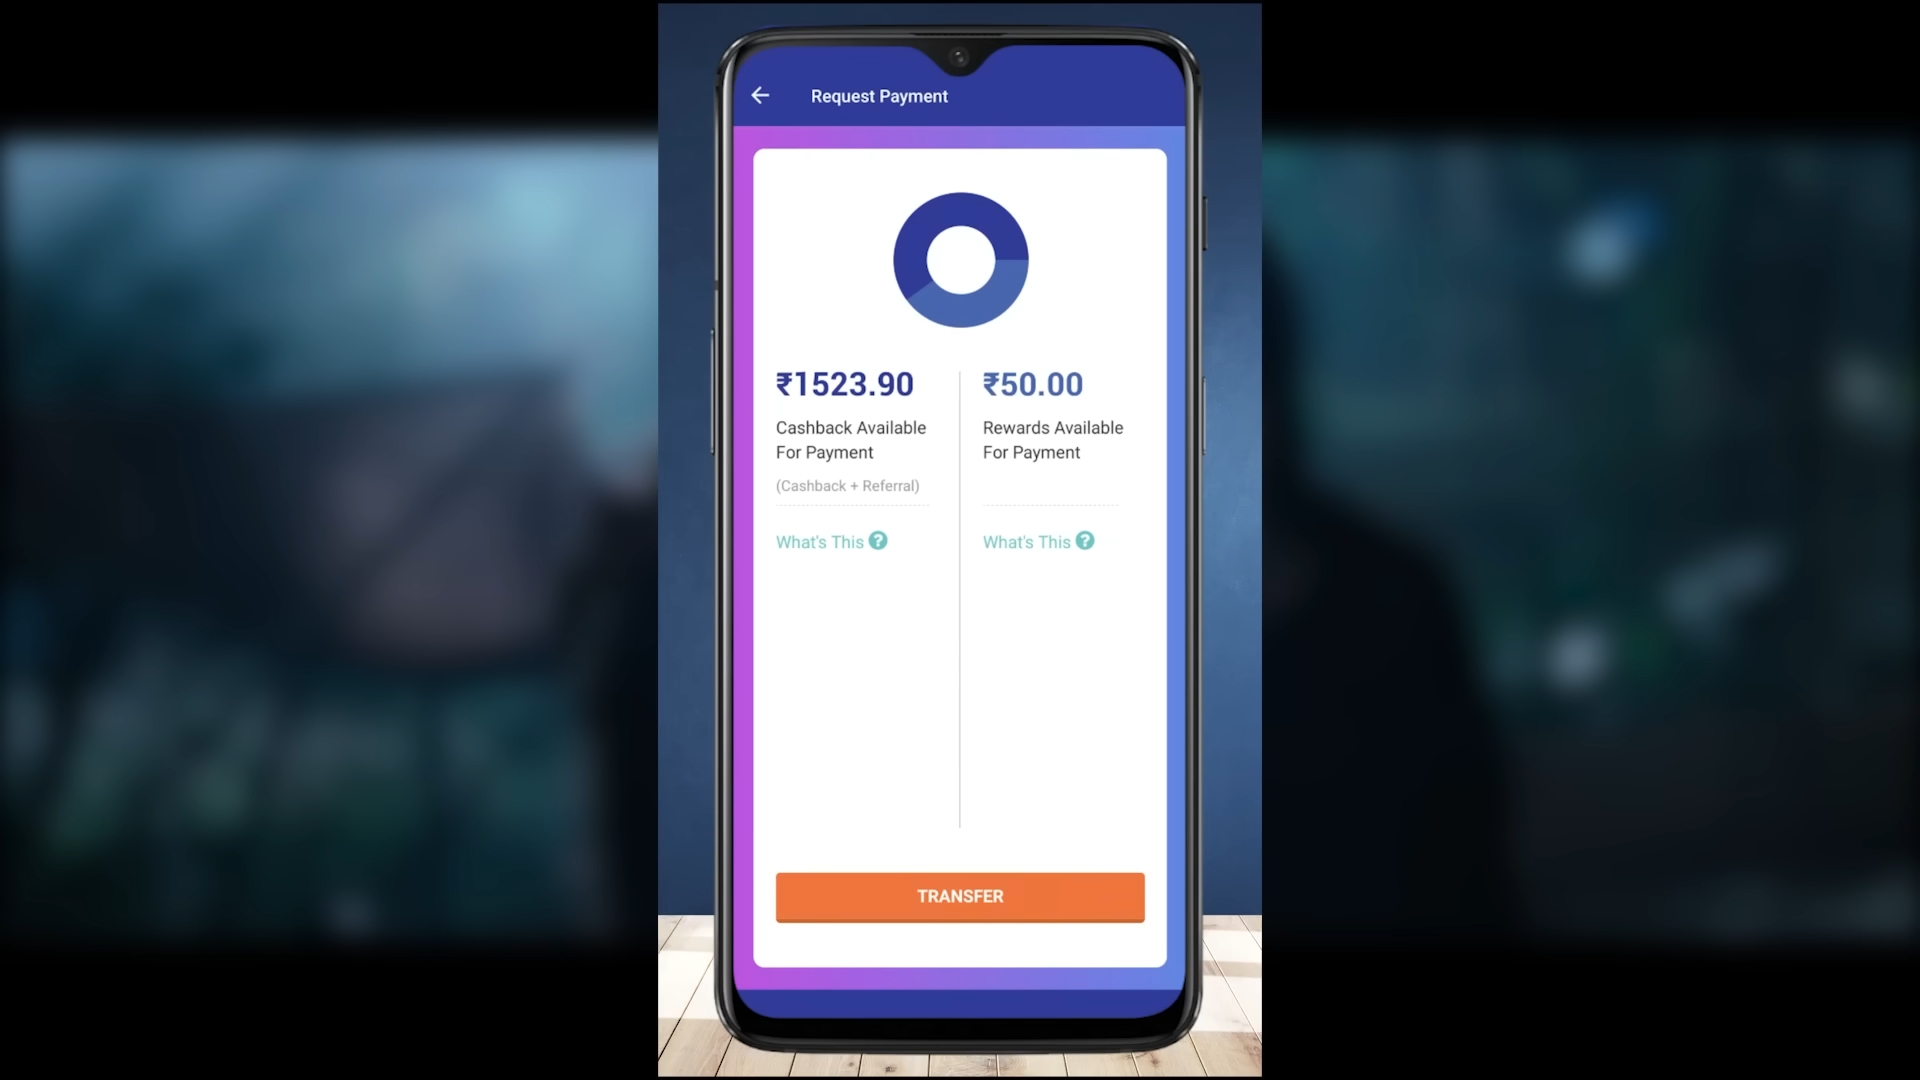 Request Payment
₹1523.90
Cashback Available
For Payment
(Cashback + Referral)
What's This ?
₹50.00
Rewards Available
For Payment
What's This ?
TRANSFER